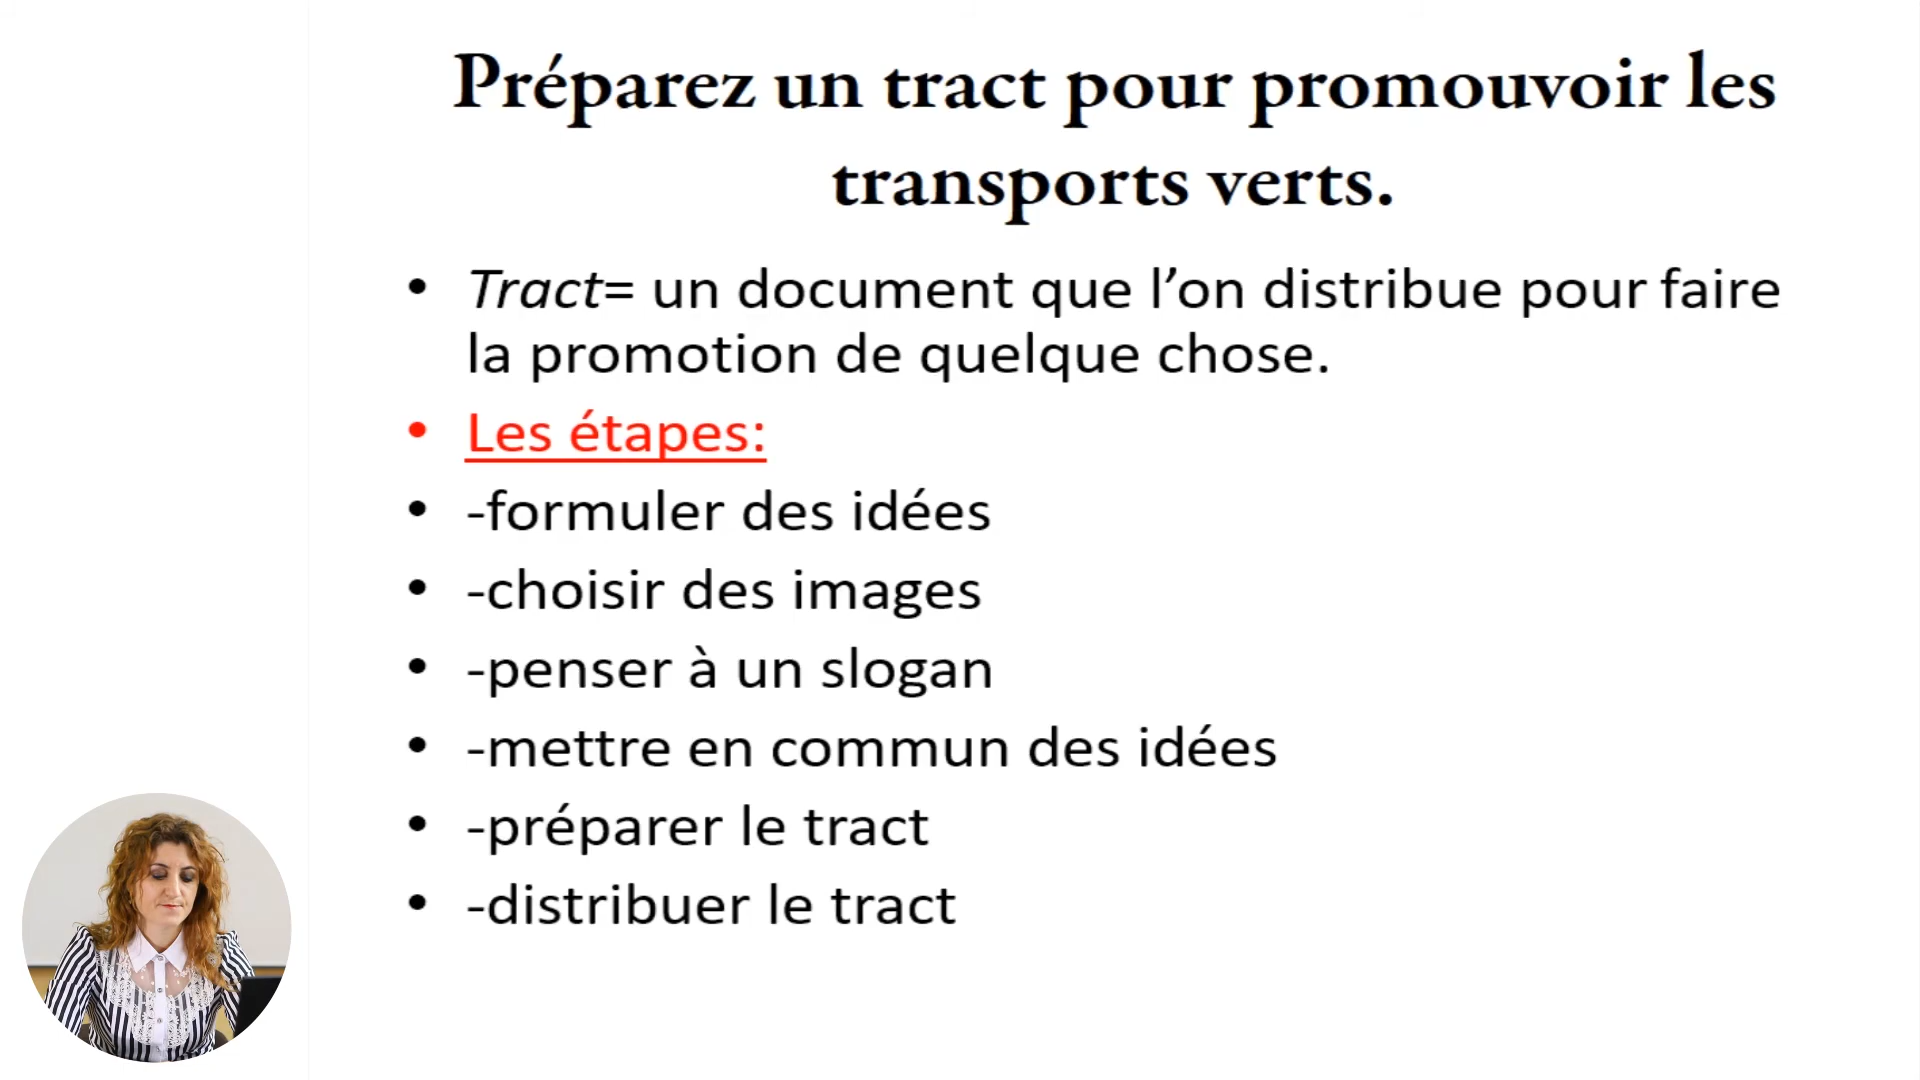 Préparez un tract pour promouvoir les
transports verts.
• Tract= un document que l’on distribue pour faire
la promotion de quelque chose.
• Les étapes:
• -formuler des idées
• -choisir des images
• -penser à un slogan
• -mettre en commun des idées
• -préparer le tract
• -distribuer le tract